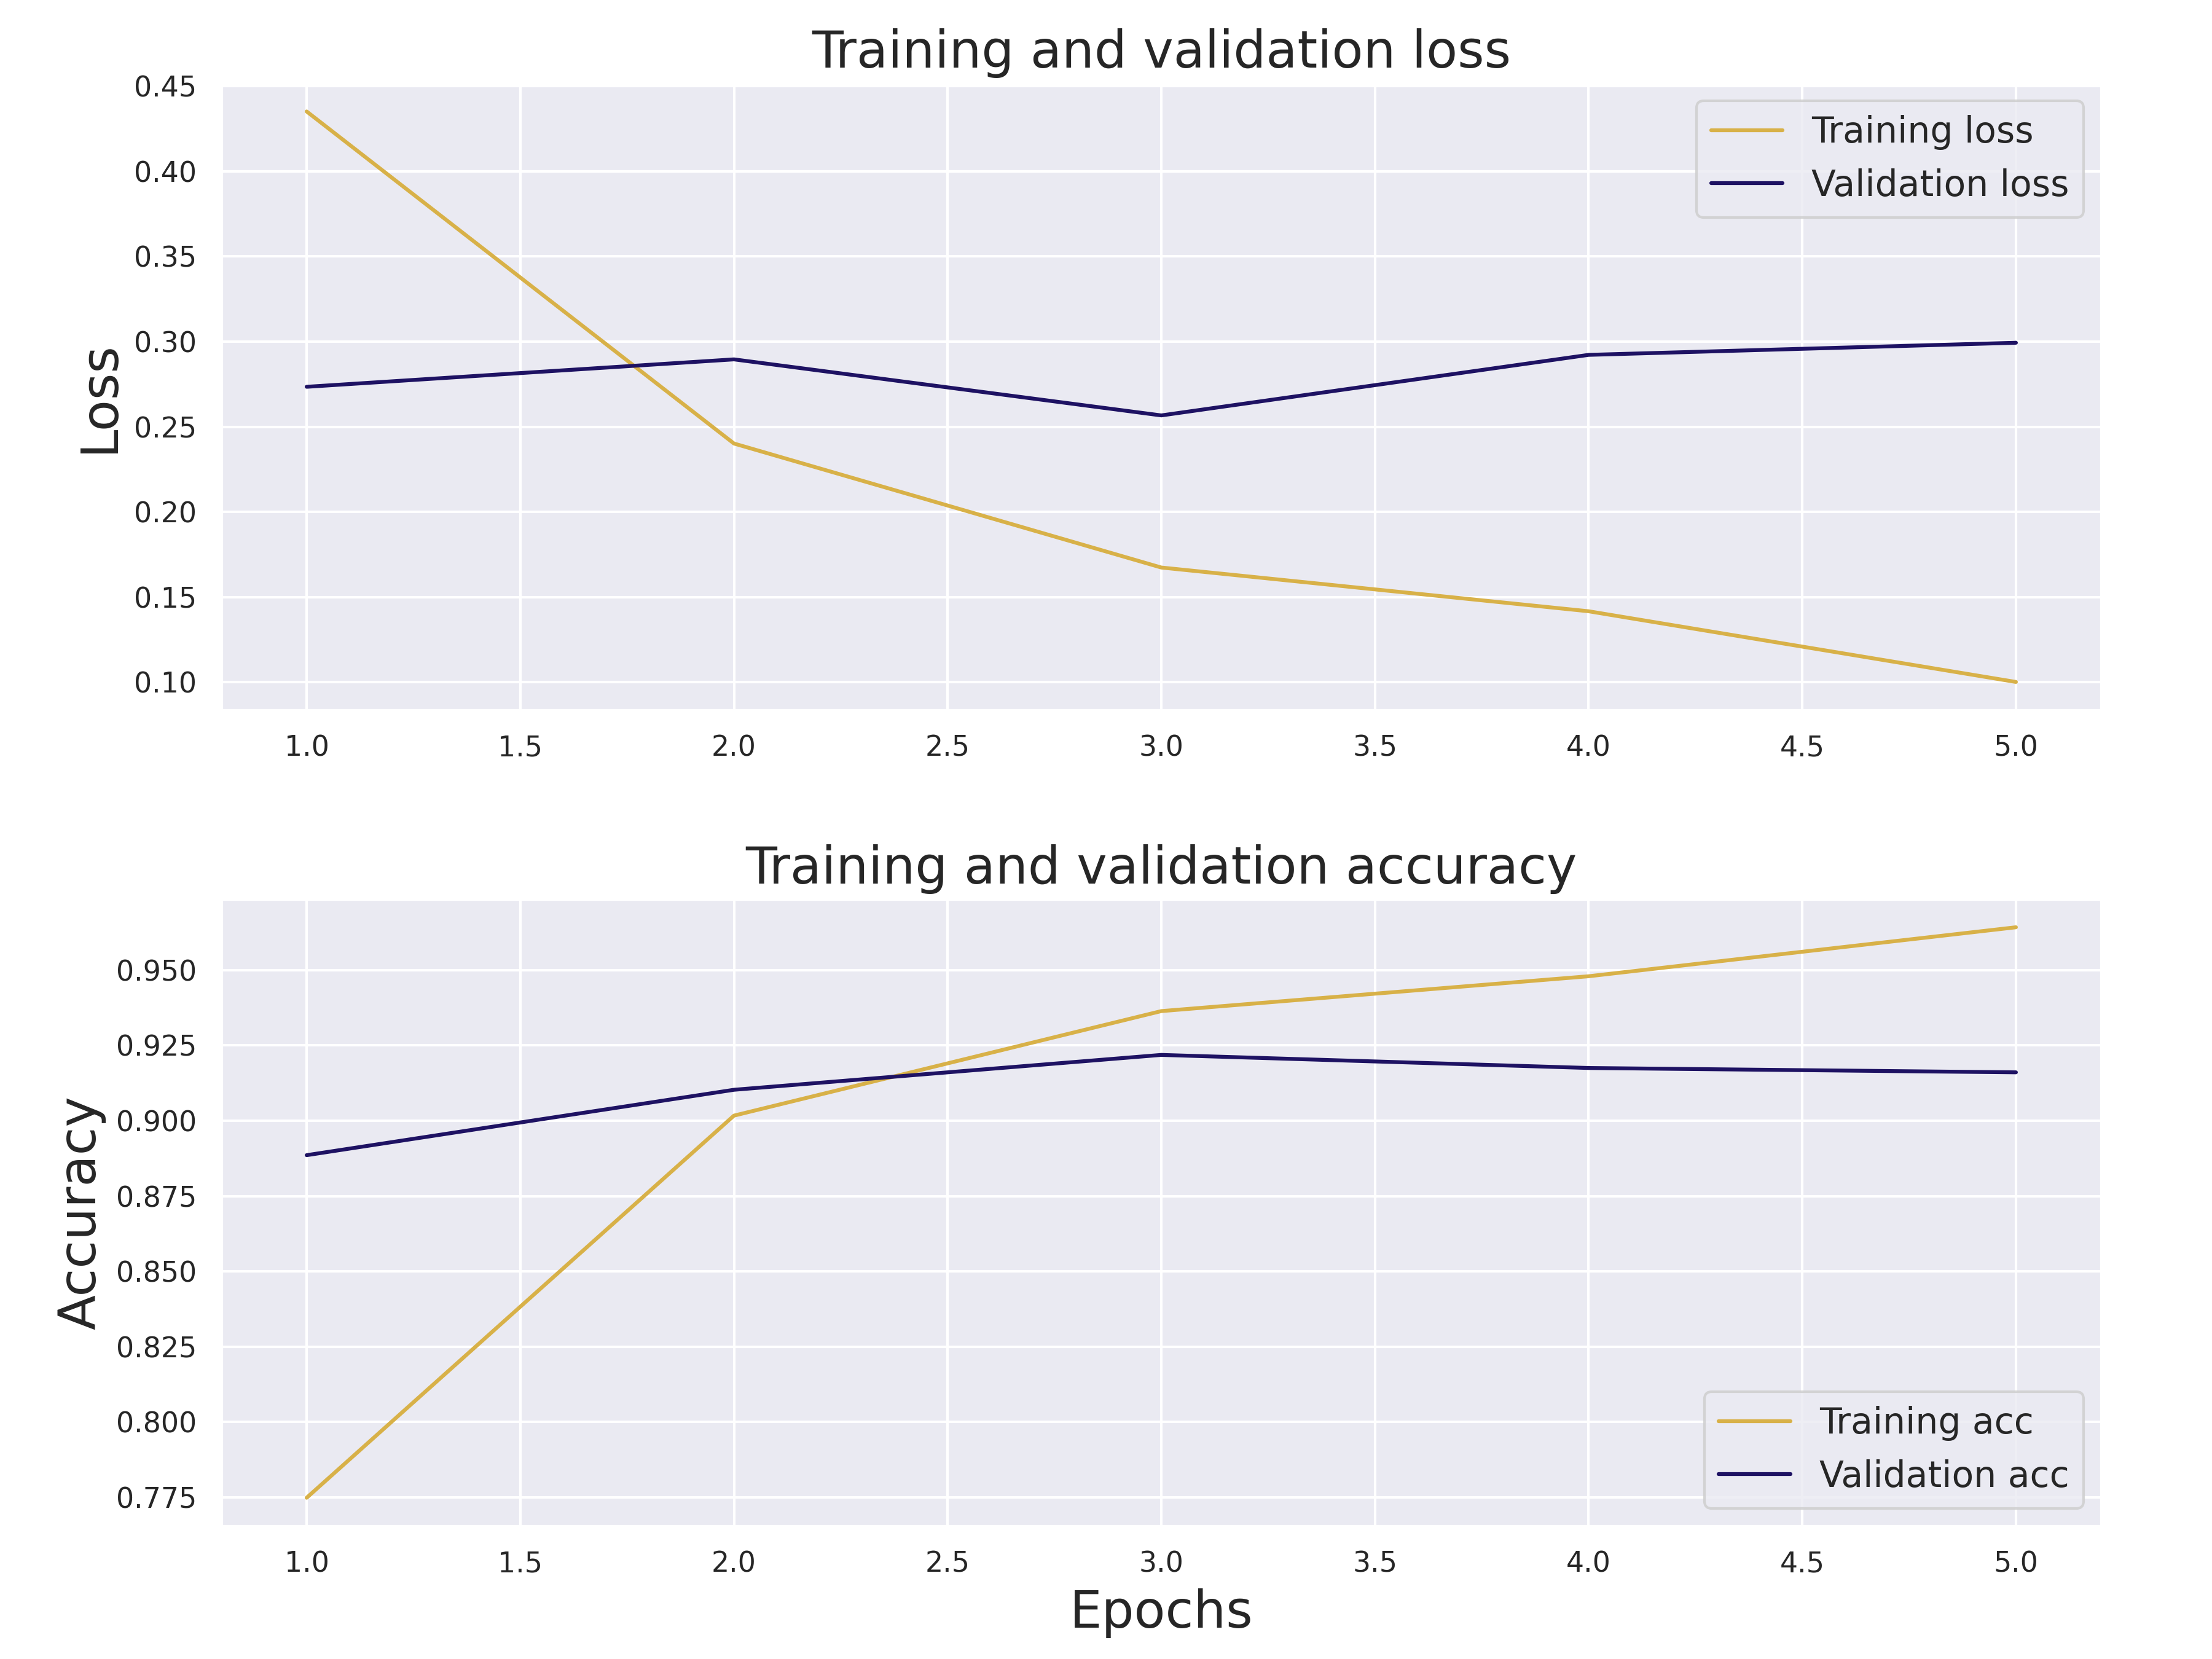 Training and validation loss
0.45
0.40
0.35
0.30
0.25
0.20
0.15
0.10
Loss
Training loss
Validation loss
1.0 1.5 2.0 2.5 3.0 3.5 4.0 4.5 5.0
Training and validation accuracy
0.950
0.925
0.900
0.875
0.850
0.825
0.800
0.775
Accuracy
Training acc
Validation acc
1.0 1.5 2.0 2.5 3.0 3.5 4.0 4.5 5.0
Epochs